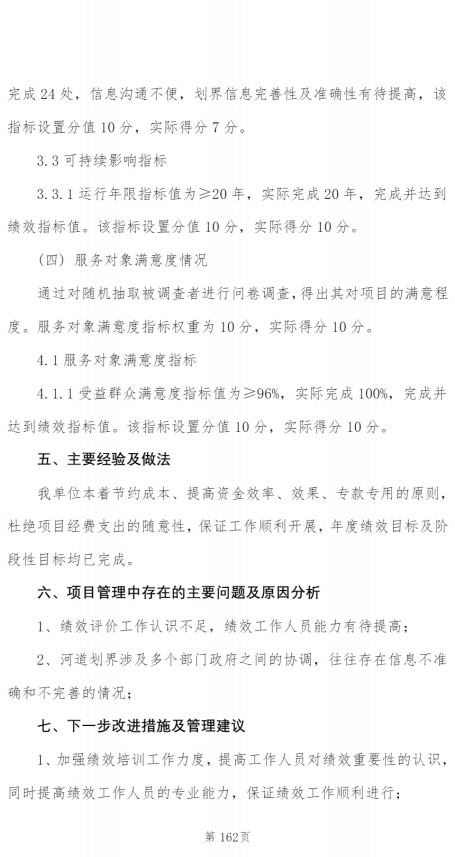 完成 24 处，信息沟通不便，划界信息完善性及准确性有待提高，该
指标设置分值 10 分，实际得分 7 分。
3.3 可持续影响指标
3.3.1 运行年限指标值为≥20 年，实际完成 20 年，完成并达到
绩效指标值。该指标设置分值 10 分，实际得分 10 分。
(四) 服务对象满意度情况
通过对随机抽取被调查者进行问卷调查，得出其对项目的满意程
度。服务对象满意度指标权重为 10 分，实际得分 10 分。
4.1 服务对象满意度指标
4.1.1 受益群众满意度指标值为≥96%，实际完成 100%，完成并
达到绩效指标值。该指标设置分值 10 分，实际得分 10 分。
五、主要经验及做法
我单位本着节约成本、提高资金效率、效果、专款专用的原则，
杜绝项目经费支出的随意性，保证工作顺利开展，年度绩效目标及阶
段性目标均已完成。
六、项目管理中存在的主要问题及原因分析
1、绩效评价工作认识不足，绩效工作人员能力有待提高；
2、河道划界涉及多个部门政府之间的协调，往往存在信息不准
确和不完善的情况；
七、下一步改进措施及管理建议
1、加强绩效培训工作力度，提高工作人员对绩效重要性的认识，
同时提高绩效工作人员的专业能力，保证绩效工作顺利进行；
第 162页